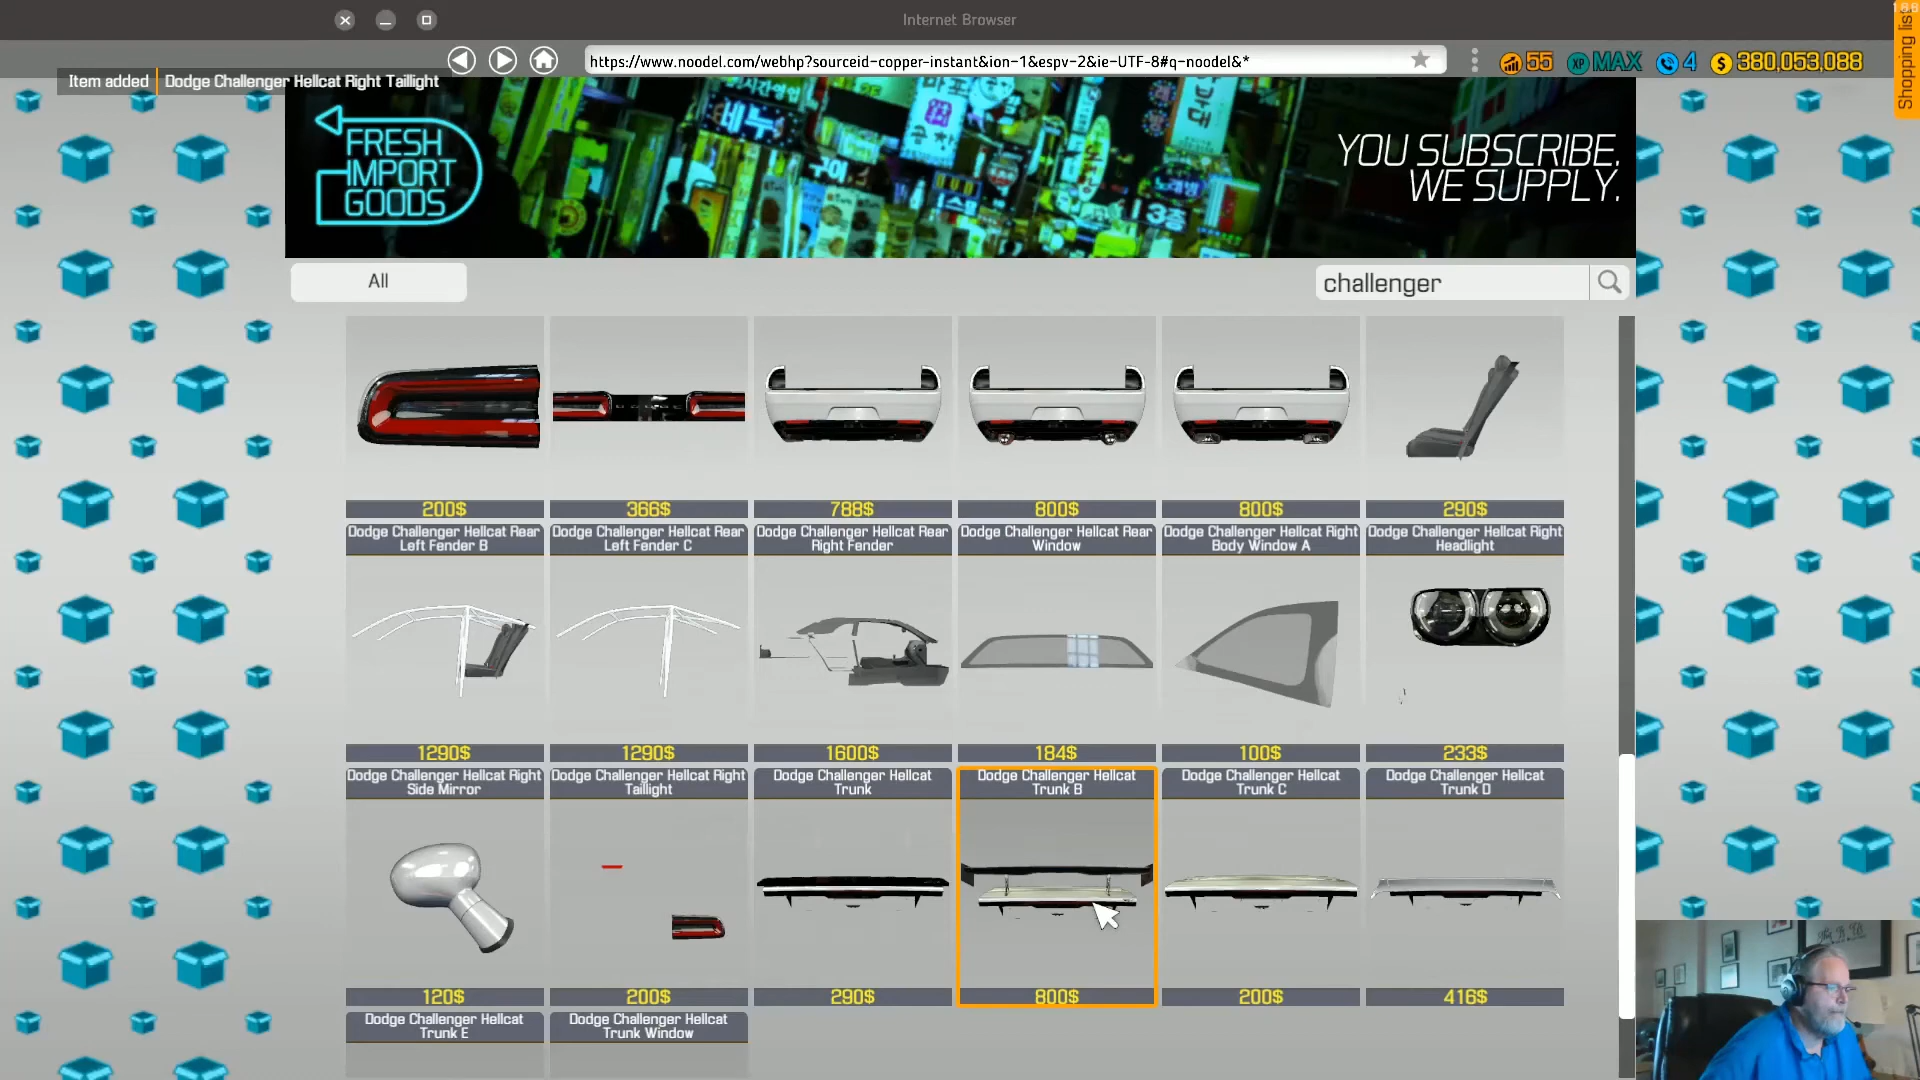 Internet Browser
https://www.noodel.com/webhp?sourceid-copper-instant&ion-1&espv-2&ie-UTF-8#q-noodel&*
55
XP MAX
4
$ 380,053,088
Shopping list
Item added
Dodge Challenger Hellcat Right Taillight
FRESH
IMPORT
GOODS
YOU SUBSCRIBE.
WE SUPPLY.
All
challenger
200$
366$
788$
800$
800$
290$
Dodge Challenger Hellcat Rear
Left Fender B
Dodge Challenger Hellcat Rear
Left Fender C
Dodge Challenger Hellcat Rear
Right Fender
Dodge Challenger Hellcat Rear
Window
Dodge Challenger Hellcat Right
Body Window A
Dodge Challenger Hellcat Right
Headlight
1290$
1290$
1600$
184$
100$
233$
Dodge Challenger Hellcat Right
Side Mirror
Dodge Challenger Hellcat Right
Taillight
Dodge Challenger Hellcat
Trunk
Dodge Challenger Hellcat
Trunk B
Dodge Challenger Hellcat
Trunk C
Dodge Challenger Hellcat
Trunk D
120$
200$
290$
800$
200$
416$
Dodge Challenger Hellcat
Trunk E
Dodge Challenger Hellcat
Trunk Window